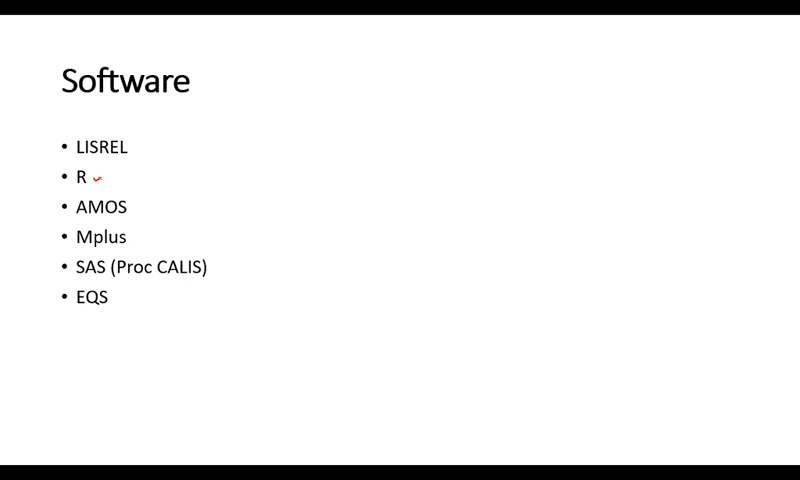 Software
• LISREL
• R
• AMOS
• Mplus
• SAS (Proc CALIS)
• EQS